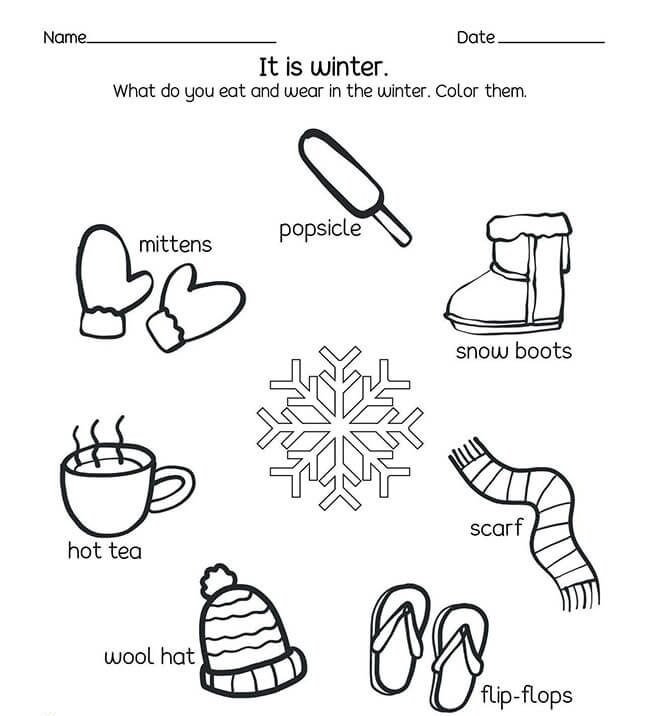 Name
Date
It is winter.
What do you eat and wear in the winter. Color them.
popsicle
mittens
snow boots
hot tea
scarf
wool hat
flip-flops